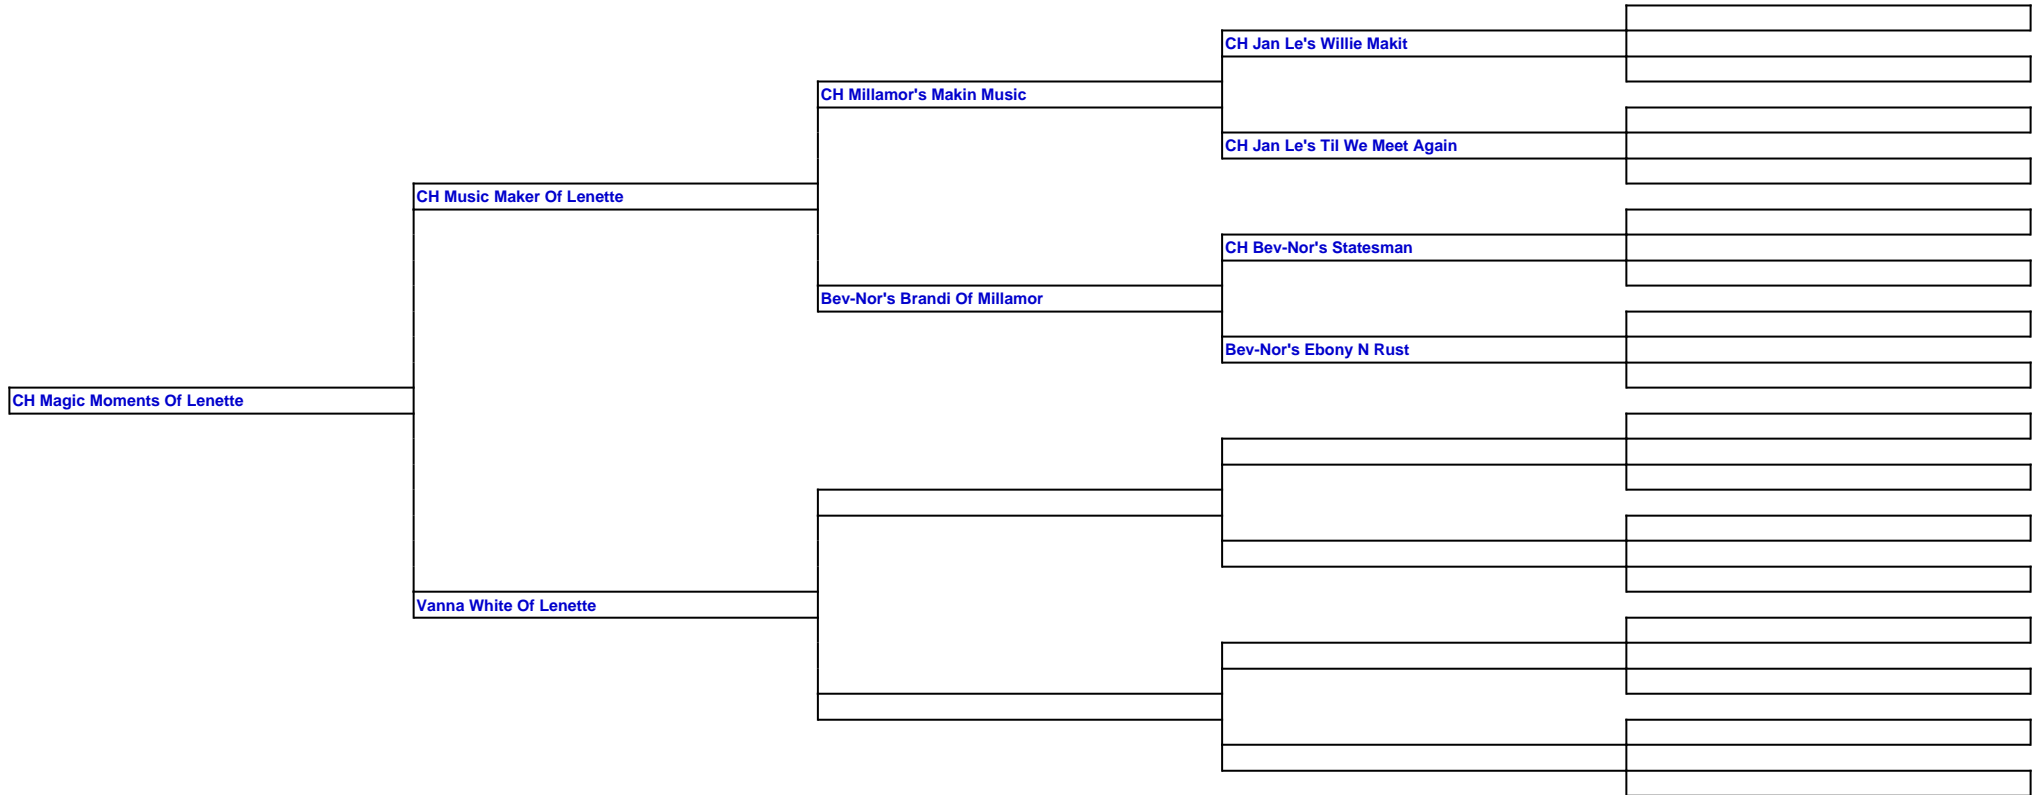 CH Jan Le's Willie Makit
CH Millamor's Makin Music
CH Jan Le's Til We Meet Again
CH Music Maker Of Lenette
CH Bev-Nor's Statesman
Bev-Nor's Brandi Of Millamor
Bev-Nor's Ebony N Rust
CH Magic Moments Of Lenette
Vanna White Of Lenette